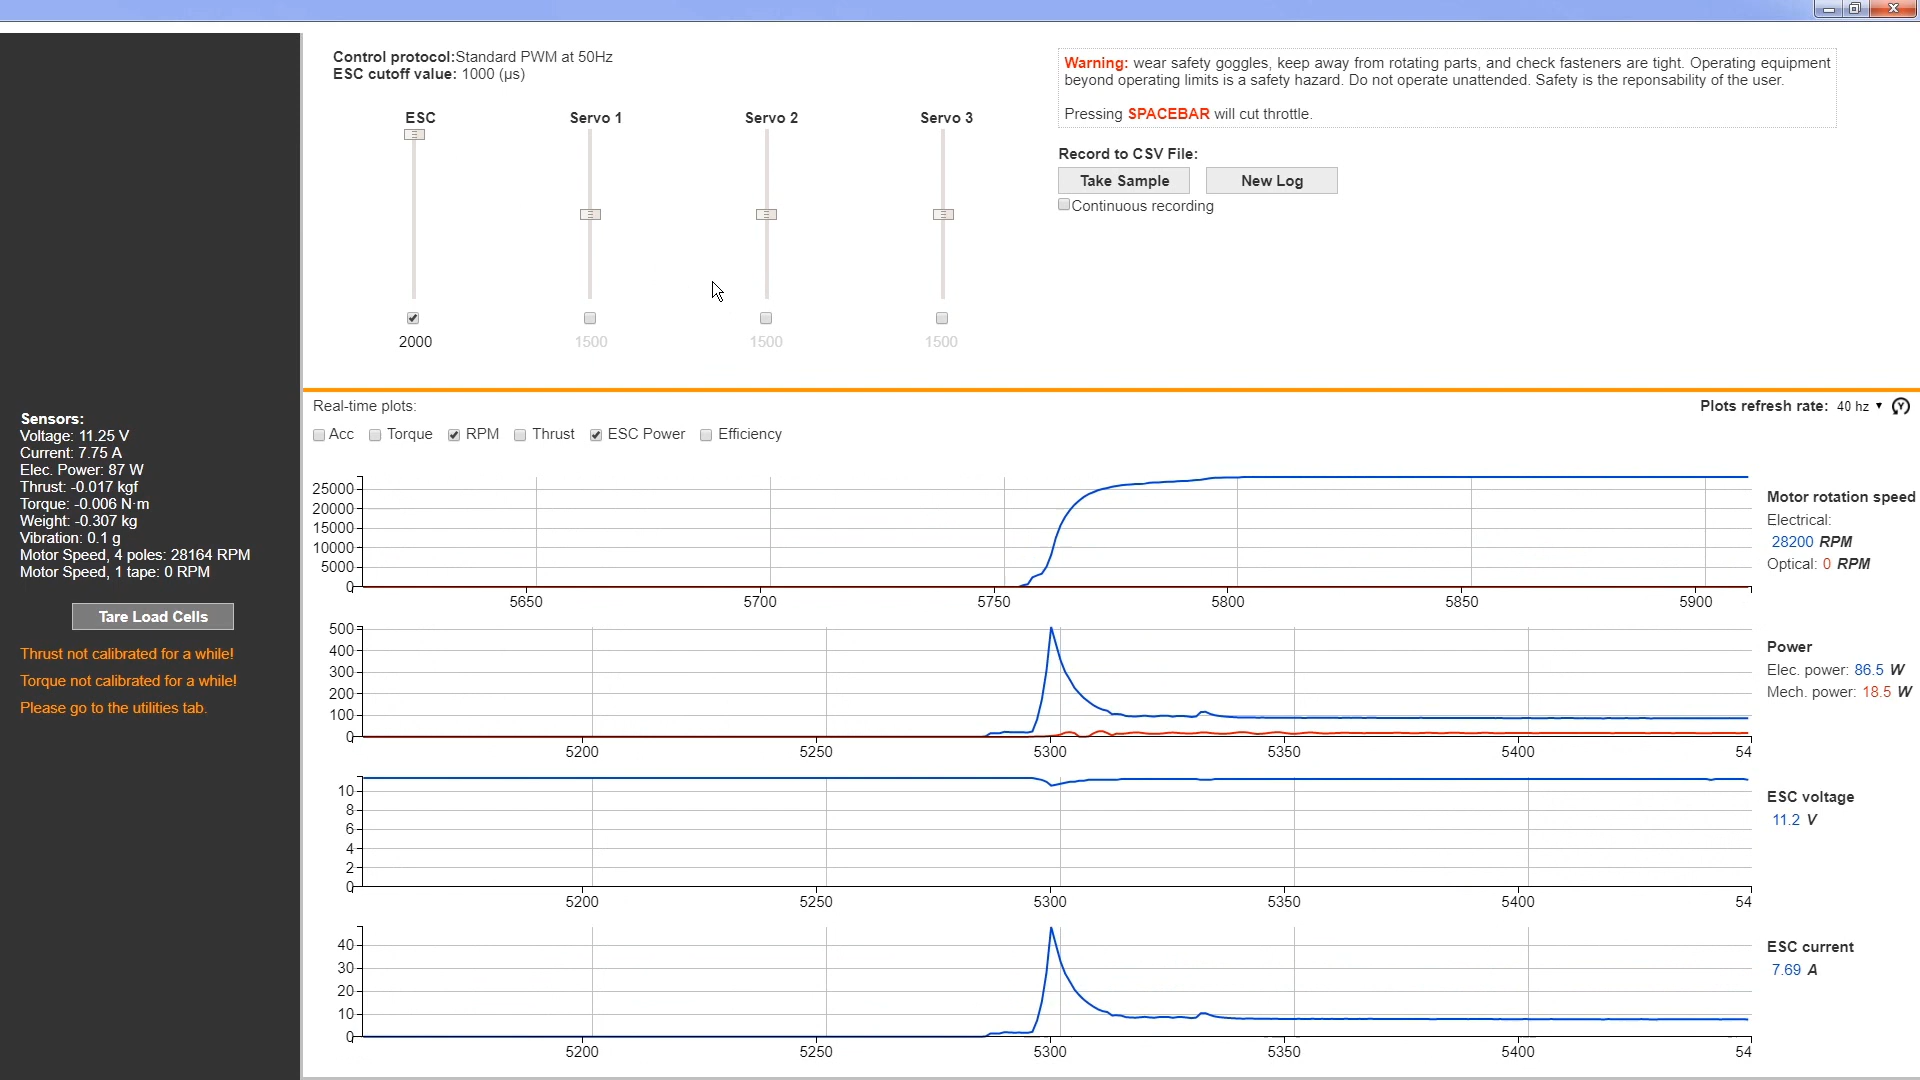 Control protocol:Standard PWM at 50Hz
ESC cutoff value: 1000 (µs)
ESC Servo 1 Servo 2 Servo 3
2000 1500 1500 1500
Warning: wear safety goggles, keep away from rotating parts, and check fasteners are tight. Operating equipment
beyond operating limits is a safety hazard. Do not operate unattended. Safety is the reponsability of the user.
Pressing SPACEBAR will cut throttle.
Record to CSV File:
Take Sample New Log
Continuous recording
Sensors:
Voltage: 11.25 V
Current: 7.75 A
Elec. Power: 87 W
Thrust: -0.017 kgf
Torque: -0.006 N·m
Weight: -0.307 kg
Vibration: 0.1 g
Motor Speed, 4 poles: 28164 RPM
Motor Speed, 1 tape: 0 RPM
Tare Load Cells
Thrust not calibrated for a while!
Torque not calibrated for a while!
Please go to the utilities tab.
Real-time plots:
Plots refresh rate: 40 hz
Acc Torque RPM Thrust ESC Power Efficiency
25000
20000
15000
10000
5000
0
5650 5700 5750 5800 5850 5900
Motor rotation speed
Electrical:
28200 RPM
Optical: 0 RPM
500
400
300
200
100
0
5200 5250 5300 5350 5400 54
Power
Elec. power: 86.5 W
Mech. power: 18.5 W
10
8
6
4
2
0
5200 5250 5300 5350 5400 54
ESC voltage
11.2 V
40
30
20
10
0
5200 5250 5300 5350 5400 54
ESC current
7.69 A